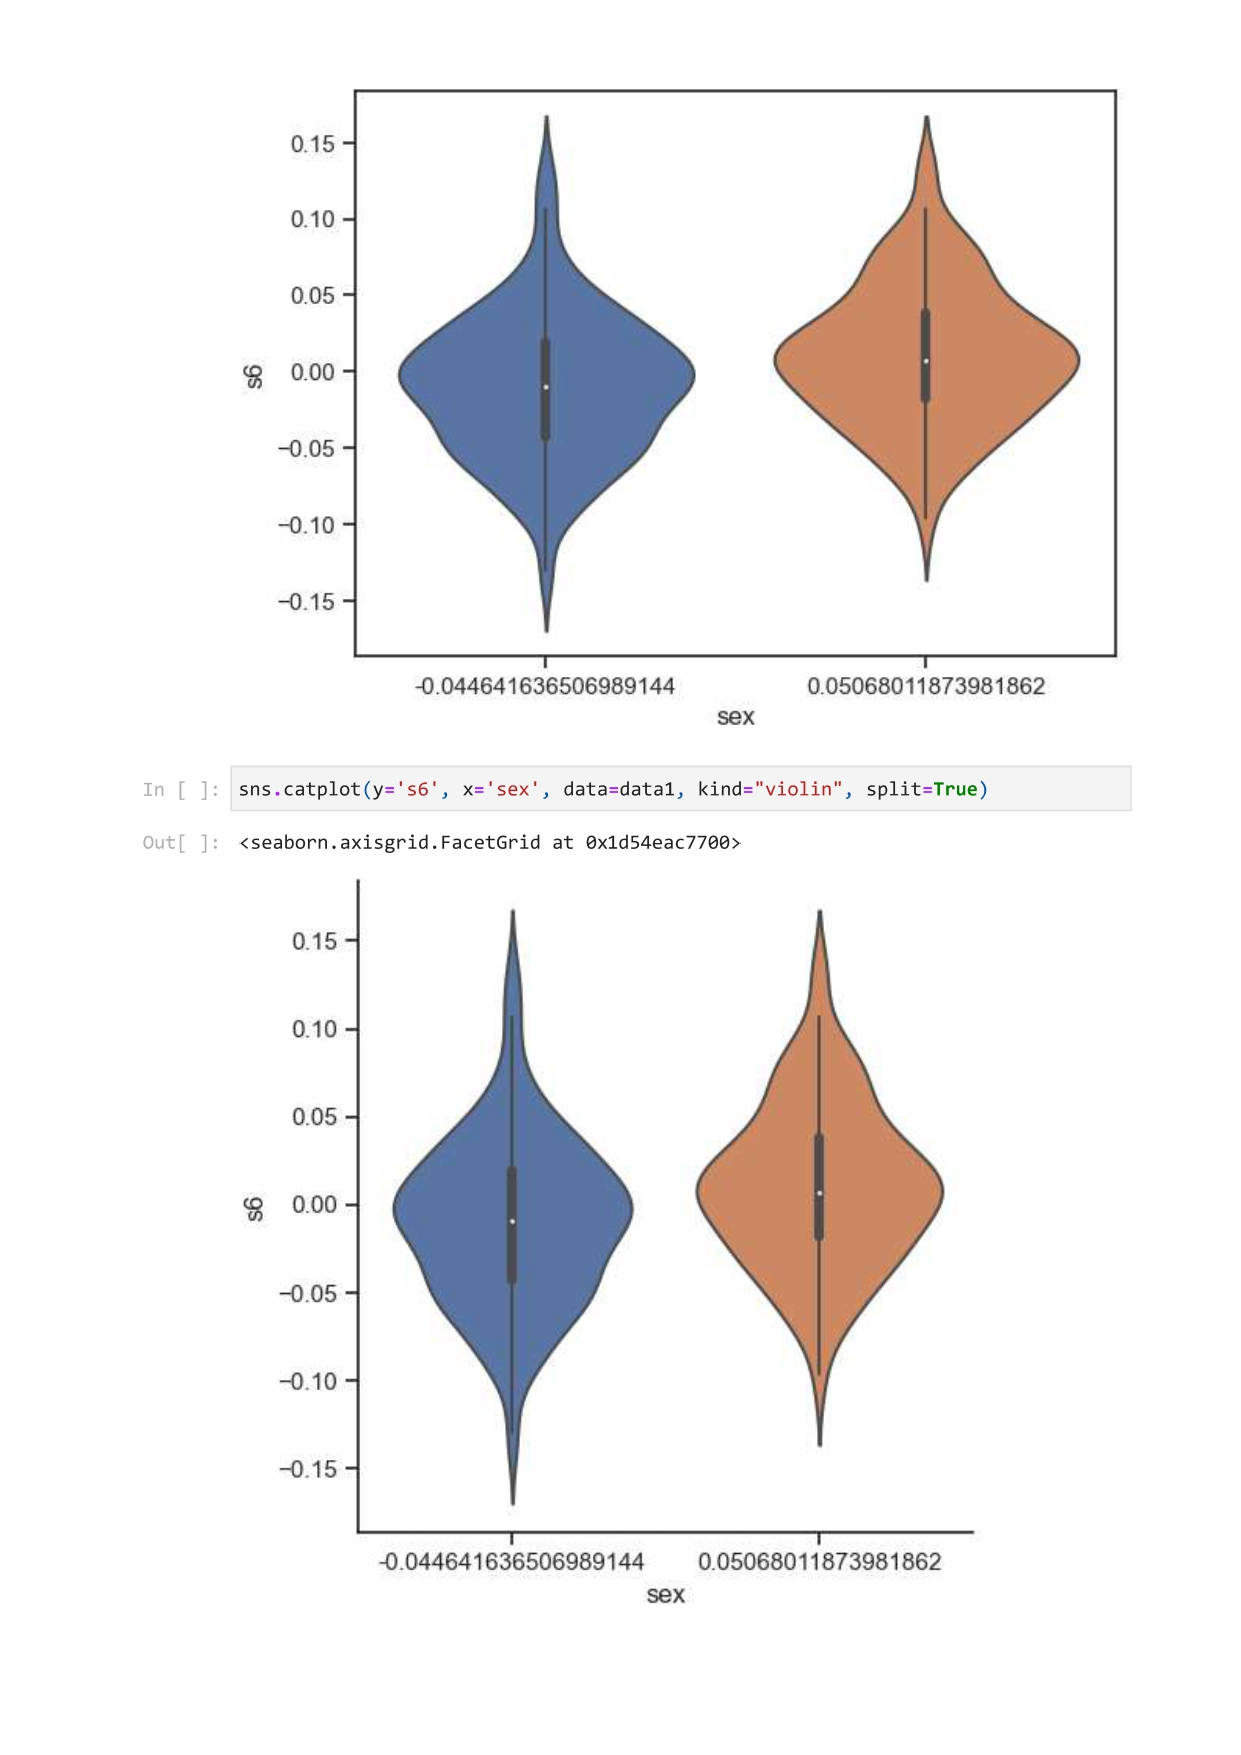 0.15
0.10
0.05
0.00
−0.05
−0.10
−0.15
s6
-0.044641636506989144 0.05068011873981862
sex
In [ ]: sns.catplot(y='s6', x='sex', data=data1, kind="violin", split=True)
Out[ ]: <seaborn.axisgrid.FacetGrid at 0x1d54eac7700>
0.15
0.10
0.05
0.00
−0.05
−0.10
−0.15
s6
-0.044641636506989144 0.05068011873981862
sex